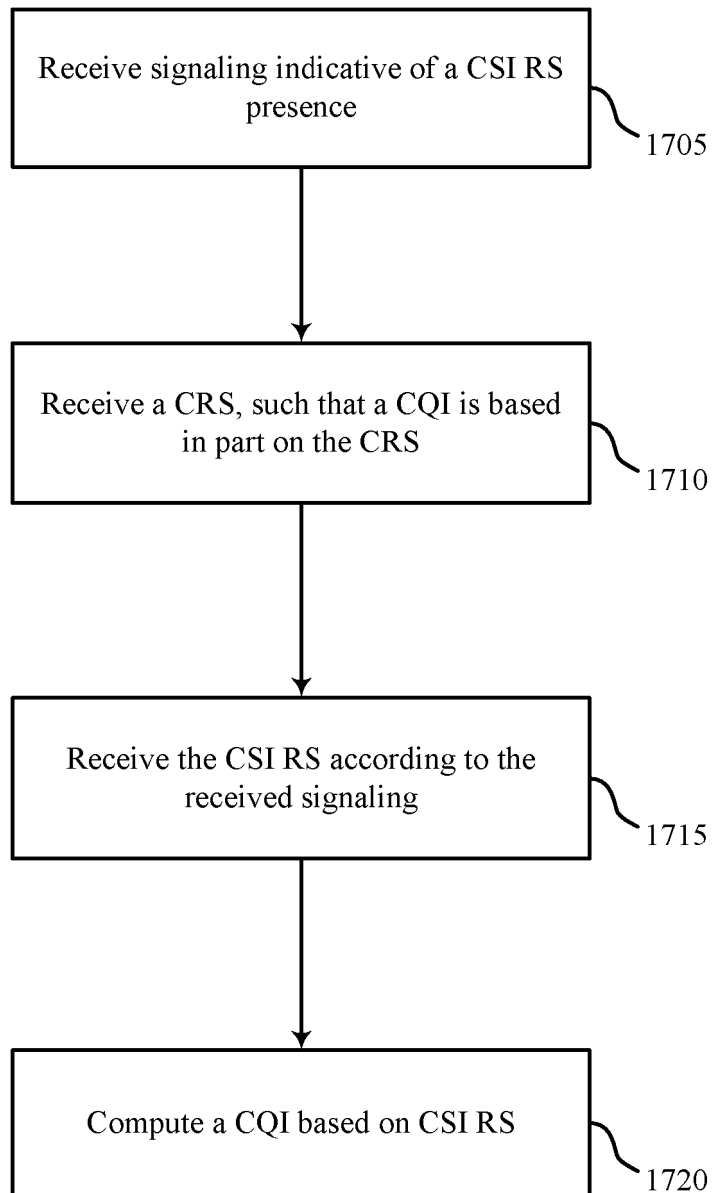 Receive signaling indicative of a CSI RS
presence
1705
Receive a CRS, such that a CQI is based
in part on the CRS
1710
Receive the CSI RS according to the
received signaling
1715
Compute a CQI based on CSI RS
1720